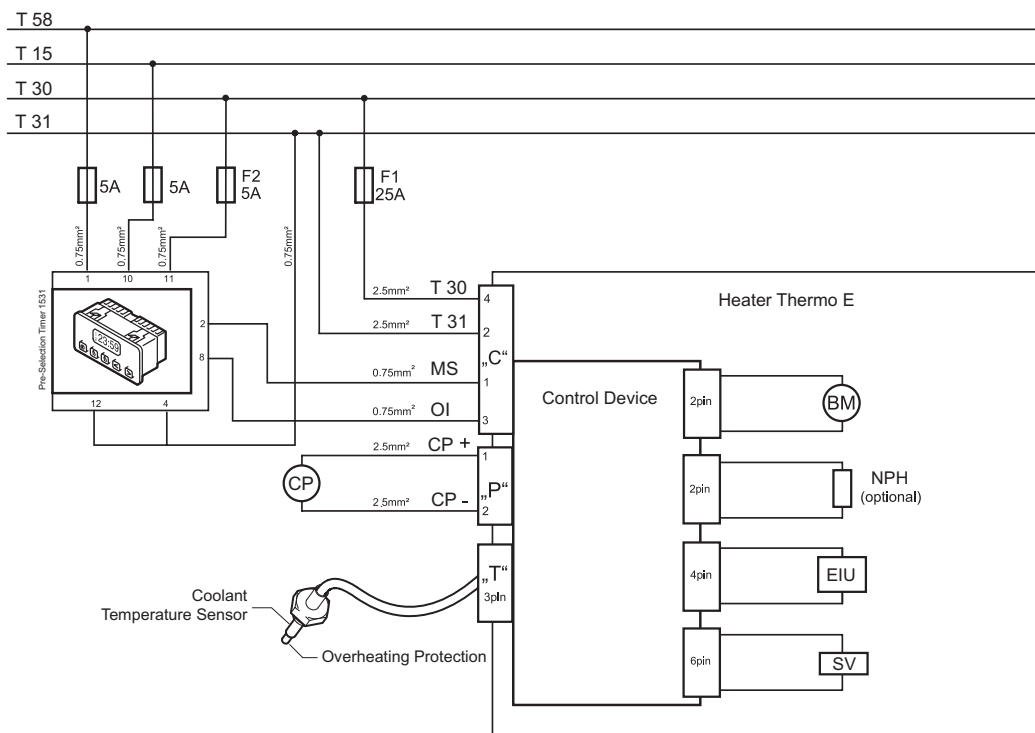 T 58
T 15
T 30
T 31
5A
5A
F2
5A
F1
25A
0.75mm²
0.75mm²
0.75mm²
0.75mm²
1
10
11
Pre-Selection Timer 1531
23:59
2
8
12
4
2.5mm²
T 30
4
2.5mm²
T 31
2
„C“
0.75mm²
MS
1
0.75mm²
OI
3
2.5mm²
CP +
1
CP
„P“
2.5mm²
CP -
2
„T“
3pin
Coolant
Temperature Sensor
Overheating Protection
Heater Thermo E
Control Device
2pin
BM
2pin
NPH
(optional)
4pin
EIU
6pin
SV